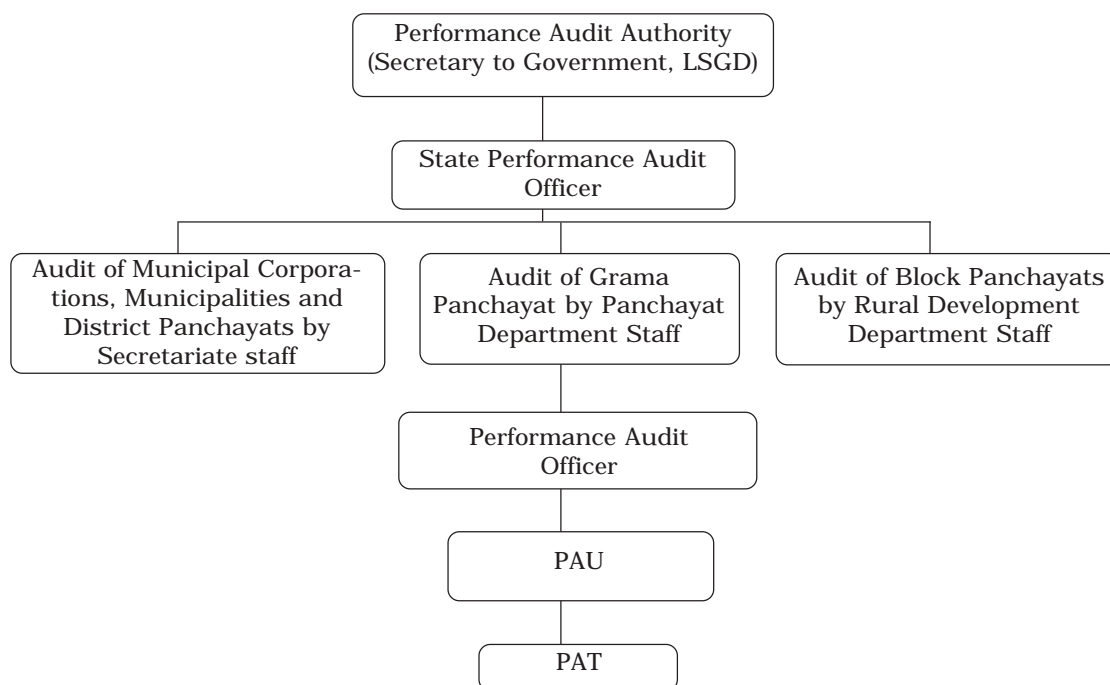 Performance Audit Authority
(Secretary to Government, LSGD)
State Performance Audit
Officer
Audit of Municipal Corpora-
tions, Municipalities and
District Panchayats by
Secretariate staff
Audit of Grama
Panchayat by Panchayat
Department Staff
Audit of Block Panchayats
by Rural Development
Department Staff
Performance Audit
Officer
PAU
PAT